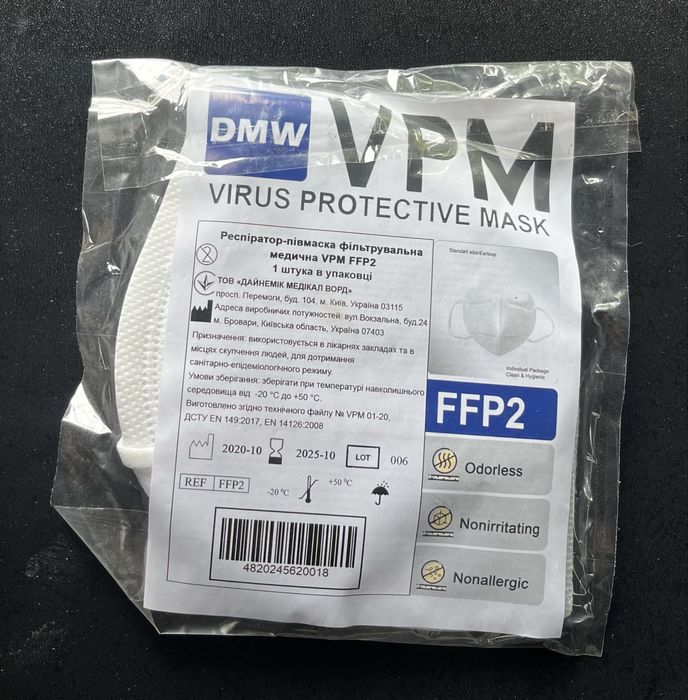 DMW
VPM
VIRUS PROTECTIVE MASK
Респіратор-півмаска фільтрувальна
медична VPM FFP2
1 штука в упаковці
ТОВ «ДАЙНЕМІК МЕДІКАЛ ВОРД»
просп. Перемоги, буд. 104, м. Київ, Україна 03115
Адреса виробничих потужностей: вул.Вокзальна, буд.24
м. Бровари, Київська область, Україна 07403
Призначення: використовується в лікарнях закладах та в
місцях скупчення людей, для дотримання
санітарно-епідеміологічного режиму.
Умови зберігання: зберігати при температурі навколишнього
середовища від -20 °C до +50 °C.
Виготовлено згідно технічного файлу № VPM 01-20,
ДСТУ EN 149:2017, EN 14126:2008
2020-10 2025-10 LOT 006
REF FFP2 -20 °C +50 °C
4820245620018
Standart size/Earloop
Individual Package
Clean & Hygienic
FFP2
Odorless
Nonirritating
Nonallergic